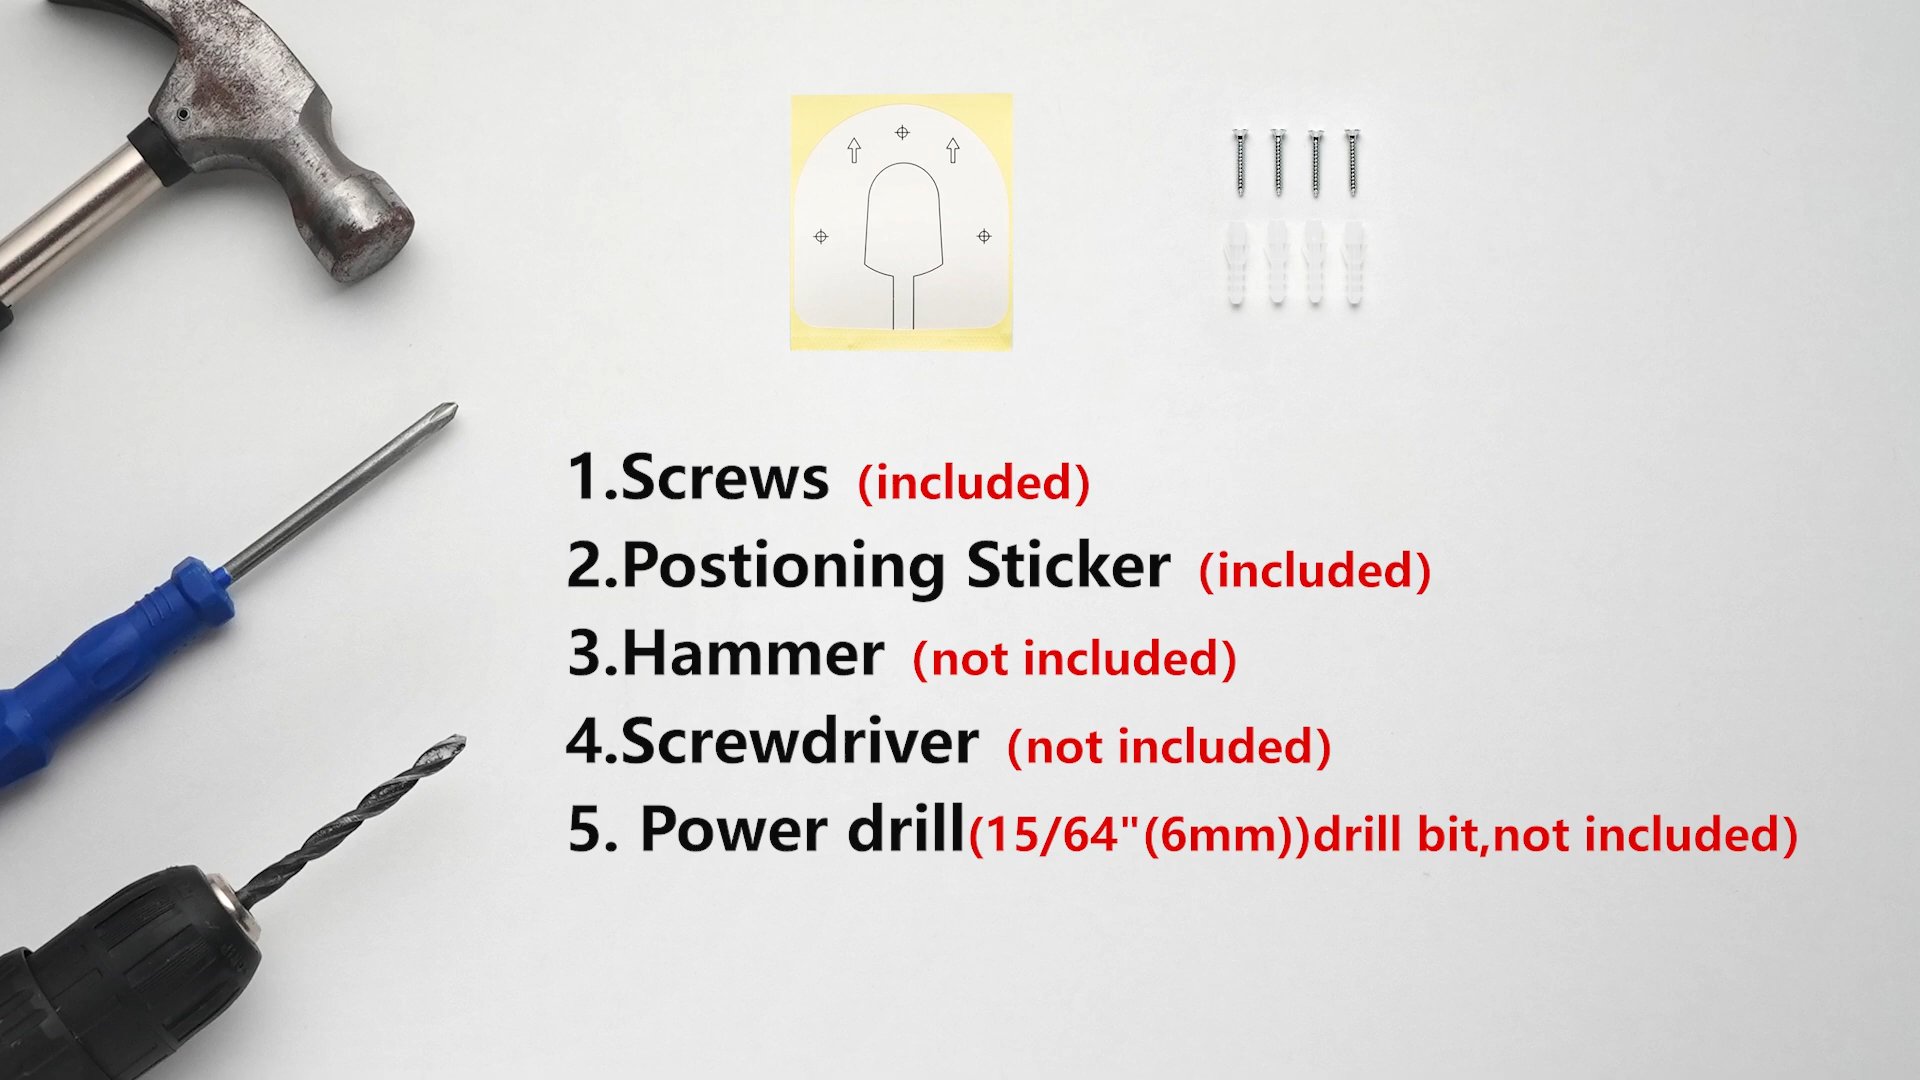 1.Screws (included)
2.Postioning Sticker (included)
3.Hammer (not included)
4.Screwdriver (not included)
5. Power drill(15/64"(6mm))drill bit,not included)